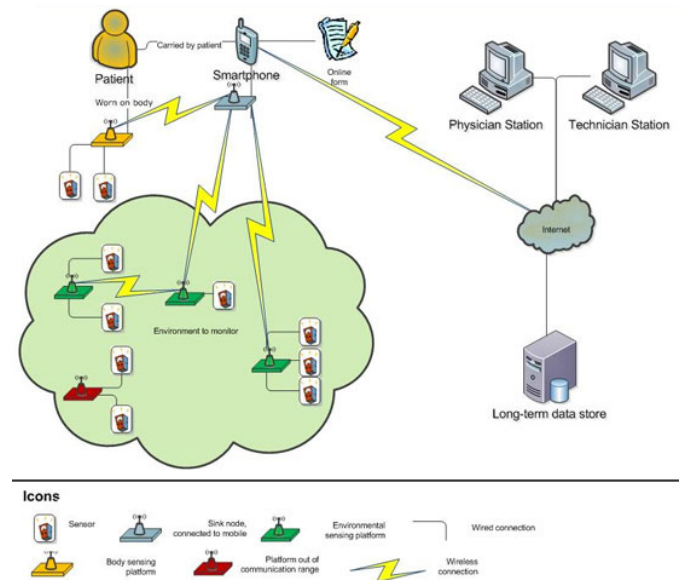 Carried by patient
Patient
Smartphone
Online
form
Worn on body
Physician Station
Technician Station
Internet
Environment to monitor
Long-term data store
Icons
Sensor
Sink node,
connected to mobile
Environmental
sensing platform
Wired connection
Body sensing
platform
Platform out of
communication range
Wireless
connection